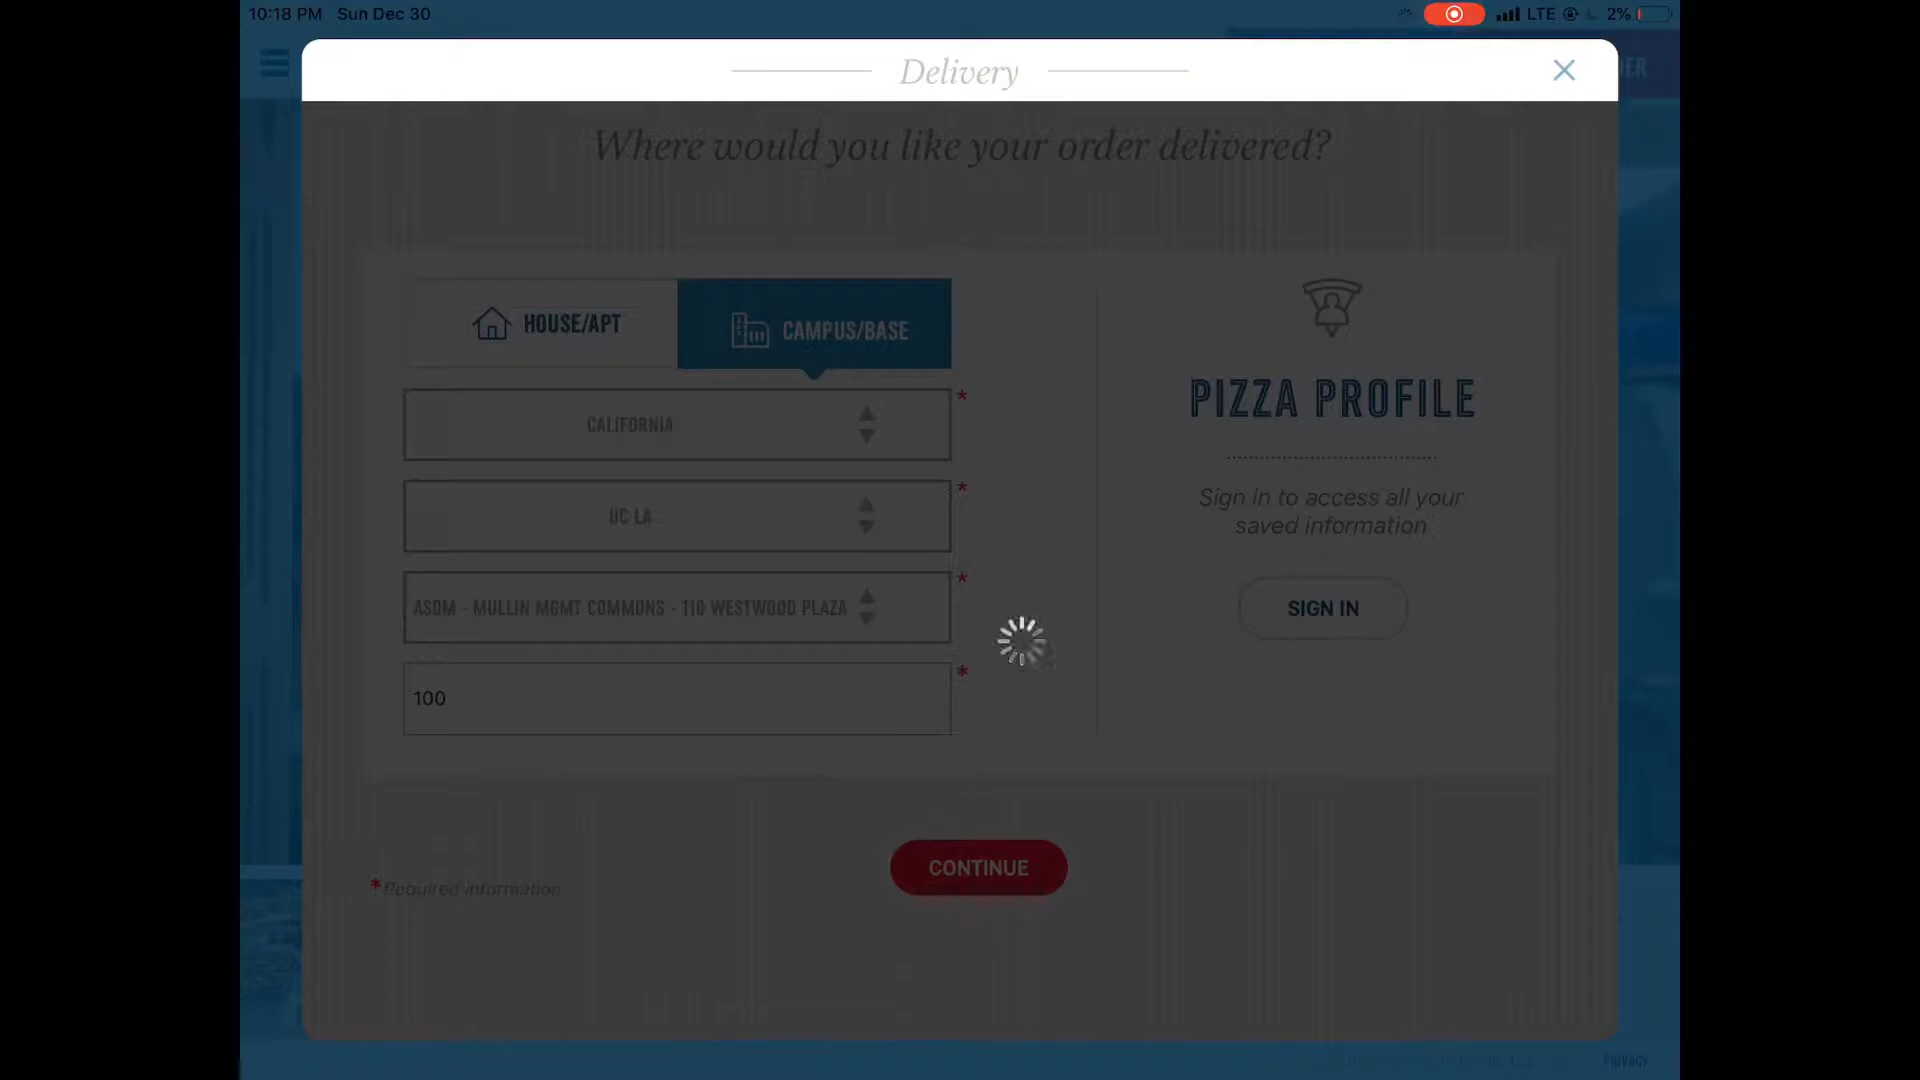 10:18 PM Sun Dec 30
LTE 2%
Delivery
Where would you like your order delivered?
HOUSE/APT
CAMPUS/BASE
CALIFORNIA
*
UC LA
*
ASOM - MULLIN MGMT COMMONS - 110 WESTWOOD PLAZA
*
100
*
PIZZA PROFILE
Sign in to access all your
saved information
SIGN IN
CONTINUE
*Required information
PRIVACY